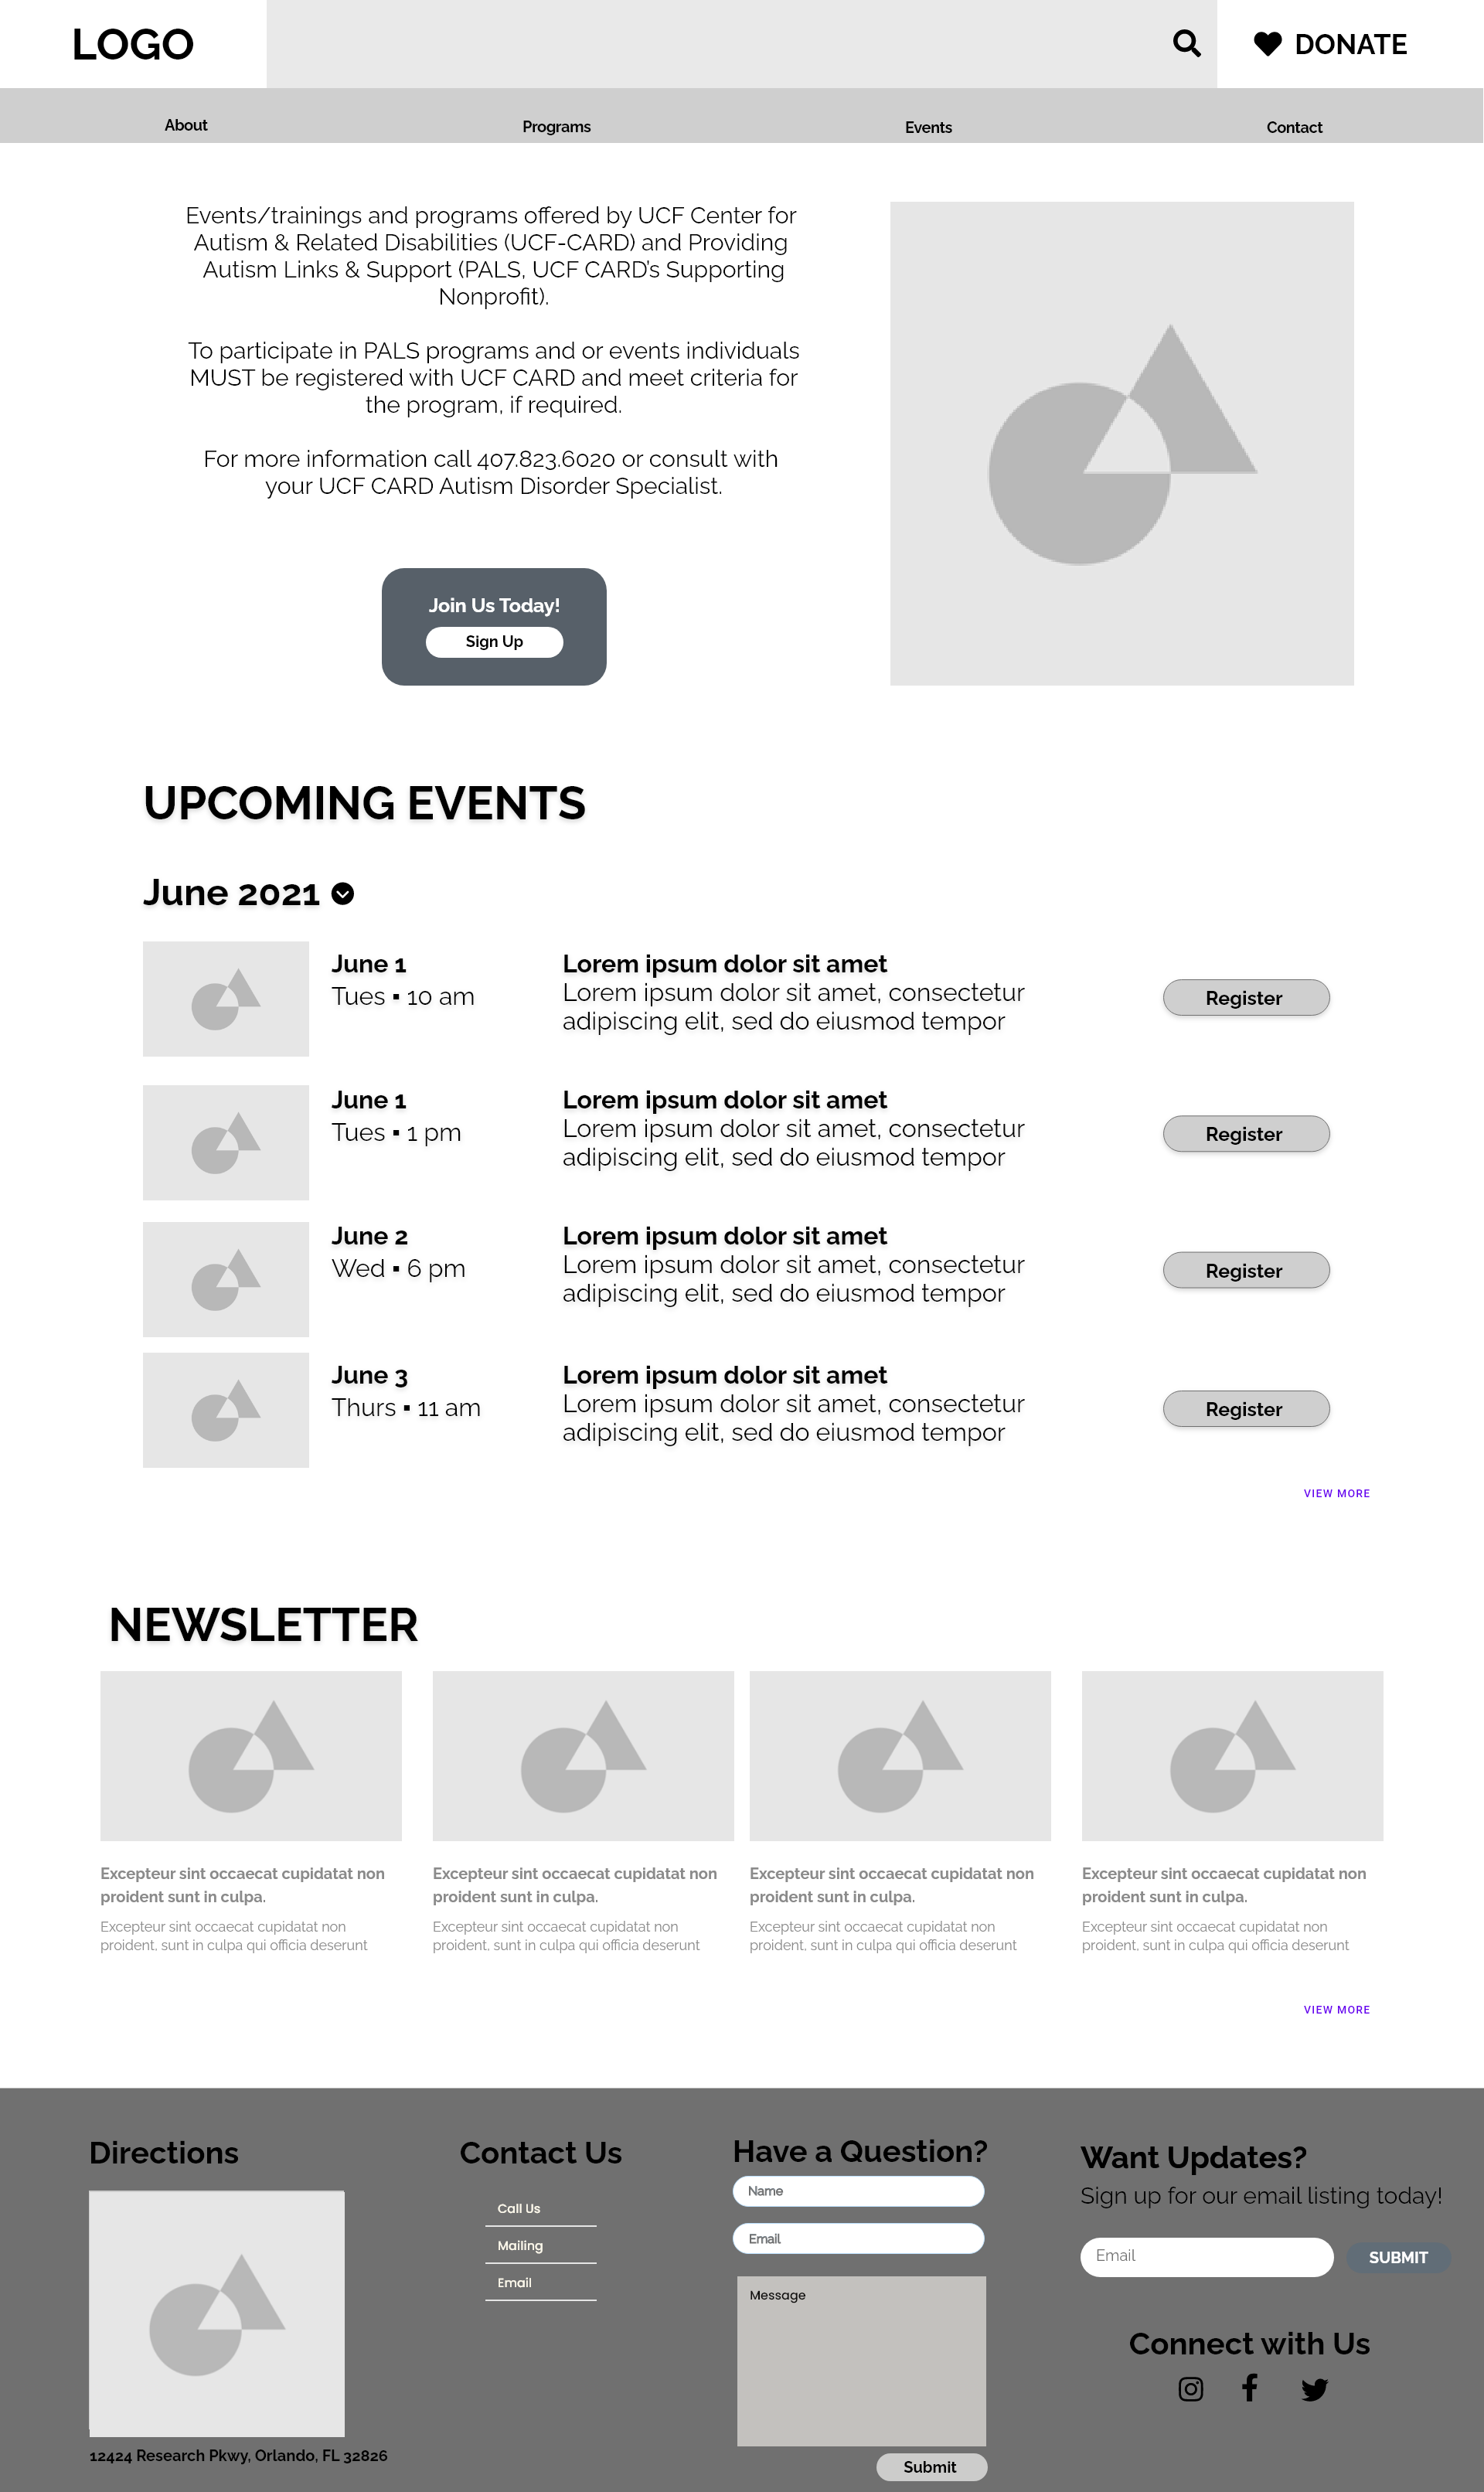 LOGO
DONATE
About
Programs
Events
Contact
Events/trainings and programs offered by UCF Center for
Autism & Related Disabilities (UCF-CARD) and Providing
Autism Links & Support (PALS, UCF CARD's Supporting
Nonprofit).
To participate in PALS programs and or events individuals
MUST be registered with UCF CARD and meet criteria for
the program, if required.
For more information call 407.823.6020 or consult with
your UCF CARD Autism Disorder Specialist.
Join Us Today!
Sign Up
UPCOMING EVENTS
June 2021
June 1
Tues ▪ 10 am
Lorem ipsum dolor sit amet
Lorem ipsum dolor sit amet, consectetur
adipiscing elit, sed do eiusmod tempor
Register
June 1
Tues ▪ 1 pm
Lorem ipsum dolor sit amet
Lorem ipsum dolor sit amet, consectetur
adipiscing elit, sed do eiusmod tempor
Register
June 2
Wed ▪ 6 pm
Lorem ipsum dolor sit amet
Lorem ipsum dolor sit amet, consectetur
adipiscing elit, sed do eiusmod tempor
Register
June 3
Thurs ▪ 11 am
Lorem ipsum dolor sit amet
Lorem ipsum dolor sit amet, consectetur
adipiscing elit, sed do eiusmod tempor
Register
VIEW MORE
NEWSLETTER
Excepteur sint occaecat cupidatat non
proident sunt in culpa.
Excepteur sint occaecat cupidatat non
proident, sunt in culpa qui officia deserunt
Excepteur sint occaecat cupidatat non
proident sunt in culpa.
Excepteur sint occaecat cupidatat non
proident, sunt in culpa qui officia deserunt
Excepteur sint occaecat cupidatat non
proident sunt in culpa.
Excepteur sint occaecat cupidatat non
proident, sunt in culpa qui officia deserunt
Excepteur sint occaecat cupidatat non
proident sunt in culpa.
Excepteur sint occaecat cupidatat non
proident, sunt in culpa qui officia deserunt
VIEW MORE
Directions
12424 Research Pkwy, Orlando, FL 32826
Contact Us
Call Us
Mailing
Email
Have a Question?
Name
Email
Message
Submit
Want Updates?
Sign up for our email listing today!
Email
SUBMIT
Connect with Us